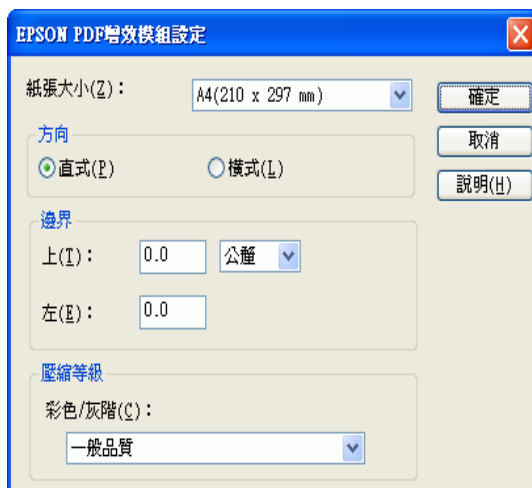 EPSON PDF增效模組設定
紙張大小(Z)： A4(210 x 297 mm) 確定
方向 取消
直式(P) 橫式(L) 說明(H)
邊界
上(T)： 0.0 公釐
左(E)： 0.0
壓縮等級
彩色/灰階(C)：
一般品質